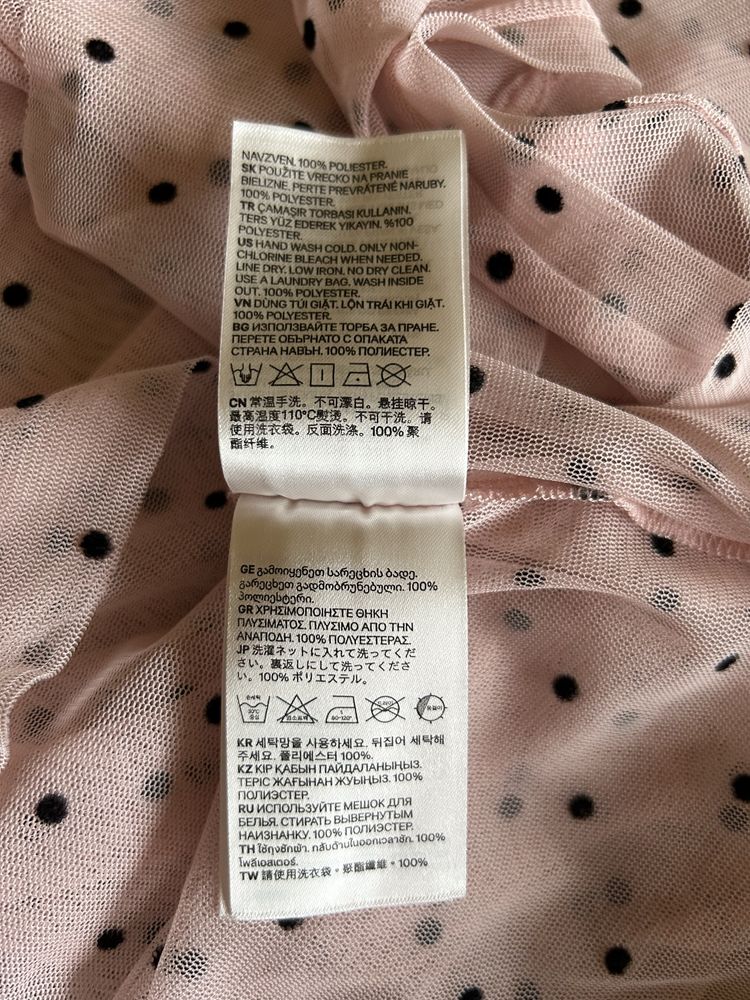 NAVZVEN. 100% POLIESTER.
SK POUŽITE VRECKO NA PRANIE
BIELIZNE. PERTE PREVRÁTENÉ NARUBY.
100% POLYESTER.
TR ÇAMAŞIR TORBASI KULLANIN.
TERS YÜZ EDEREK YIKAYIN. %100
POLYESTER.
US HAND WASH COLD. ONLY NON-
CHLORINE BLEACH WHEN NEEDED.
LINE DRY. LOW IRON. NO DRY CLEAN.
USE A LAUNDRY BAG. WASH INSIDE
OUT. 100% POLYESTER.
VN DÙNG TÚI GIẶT. LỘN TRÁI KHI GIẶT.
100% POLYESTER.
BG ИЗПОЛЗВАЙТЕ ТОРБА ЗА ПРАНЕ.
ПЕРЕТЕ ОБЪРНАТО С ОПАКАТА
СТРАНА НАВЪН. 100% ПОЛИЕСТЕР.
CN 常温手洗。不可漂白。悬挂晾干。
最高温度110°C熨烫。不可干洗。请
使用洗衣袋。反面洗涤。100% 聚
酯纤维。
GE გამოიყენეთ სარეცხის ბადე.
გარეცხეთ გადმობრუნებული. 100%
პოლიესტერი.
GR ΧΡΗΣΙΜΟΠΟΙΗΣΤΕ ΘΗΚΗ
ΠΛΥΣΙΜΑΤΟΣ. ΠΛΥΣΙΜΟ ΑΠΟ ΤΗΝ
ΑΝΑΠΟΔΗ. 100% ΠΟΛΥΕΣΤΕΡΑΣ.
JP 洗濯ネットに入れて洗ってくだ
さい。裏返しにして洗ってくださ
い。100% ポリエステル。
30°C
중성
1
80-120°
KR 세탁망을 사용하세요. 뒤집어 세탁해
주세요. 폴리에스터 100%.
KZ КІР ҚАБЫН ПАЙДАЛАНЫҢЫЗ.
ТЕРІС ЖАҒЫНАН ЖУЫҢЫЗ. 100%
ПОЛИЭСТЕР.
RU ИСПОЛЬЗУЙТЕ МЕШОК ДЛЯ
БЕЛЬЯ. СТИРАТЬ ВЫВЕРНУТЫМ
НАИЗНАНКУ. 100% ПОЛИЭСТЕР.
TH ใช้ถุงซักผ้า. กลับด้านในออกเวลาซัก. 100%
โพลีเอสเตอร์.
TW 請使用洗衣袋。聚酯纖維。100%